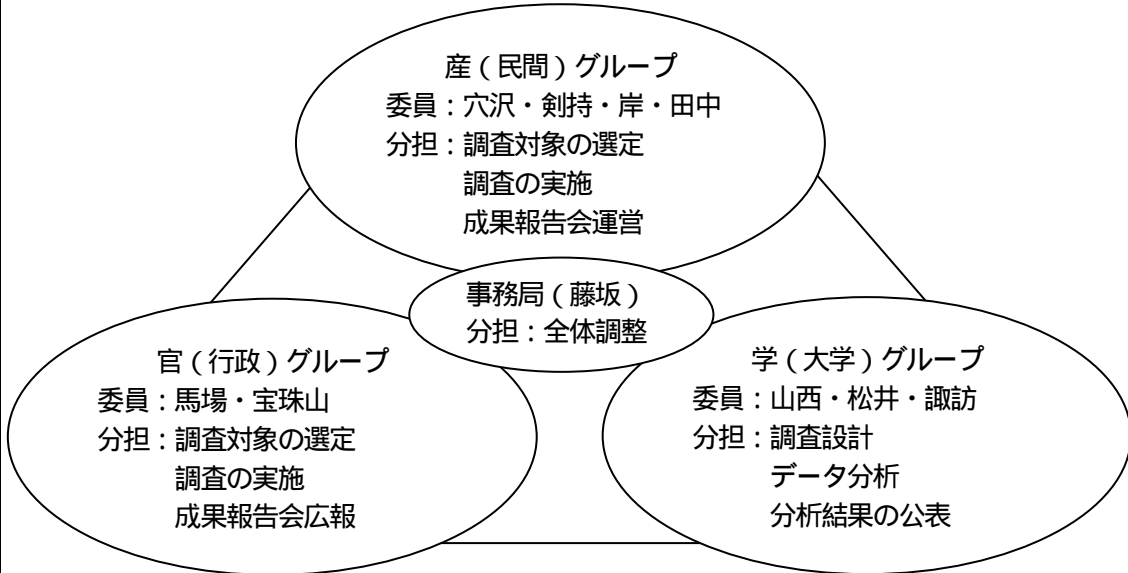 産（民間）グループ
委員：穴沢・剣持・岸・田中
分担：調査対象の選定
調査の実施
成果報告会運営
事務局（藤坂）
分担：全体調整
官（行政）グループ
委員：馬場・宝珠山
分担：調査対象の選定
調査の実施
成果報告会広報
学（大学）グループ
委員：山西・松井・諏訪
分担：調査設計
データ分析
分析結果の公表